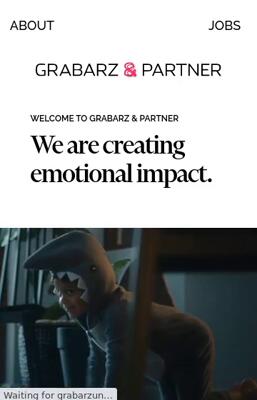 ABOUT
JOBS
GRABARZ & PARTNER
WELCOME TO GRABARZ & PARTNER
We are creating
emotional impact.
Waiting for grabarzun...